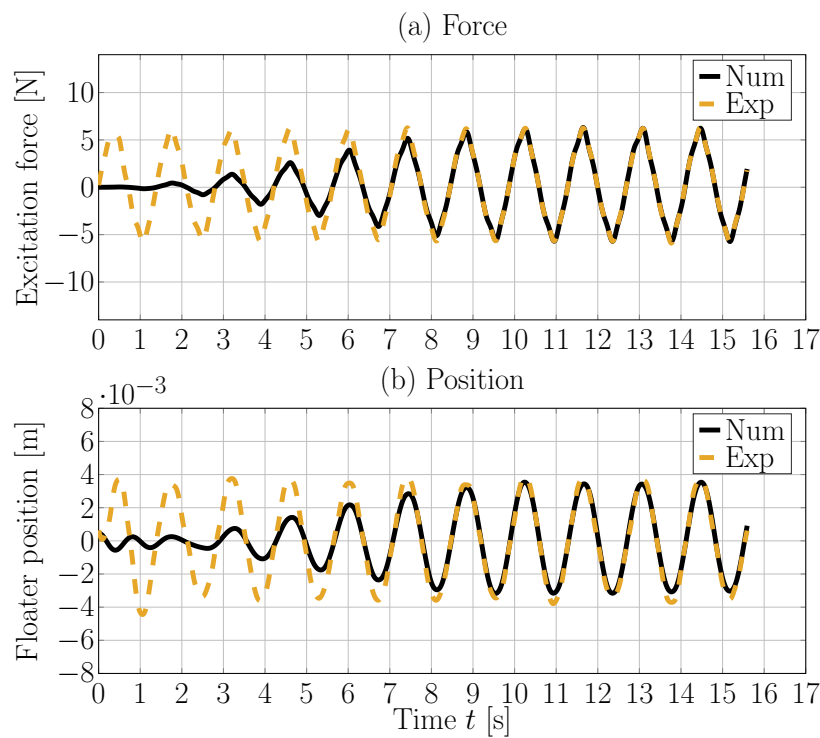 (a) Force
Excitation force [N]
10
5
0
−5
−10
Num
Exp
0 1 2 3 4 5 6 7 8 9 10 11 12 13 14 15 16 17
(b) Position
·10−3
Floater position [m]
8
6
4
2
0
−2
−4
−6
−8
Num
Exp
0 1 2 3 4 5 6 7 8 9 10 11 12 13 14 15 16 17
Time t [s]